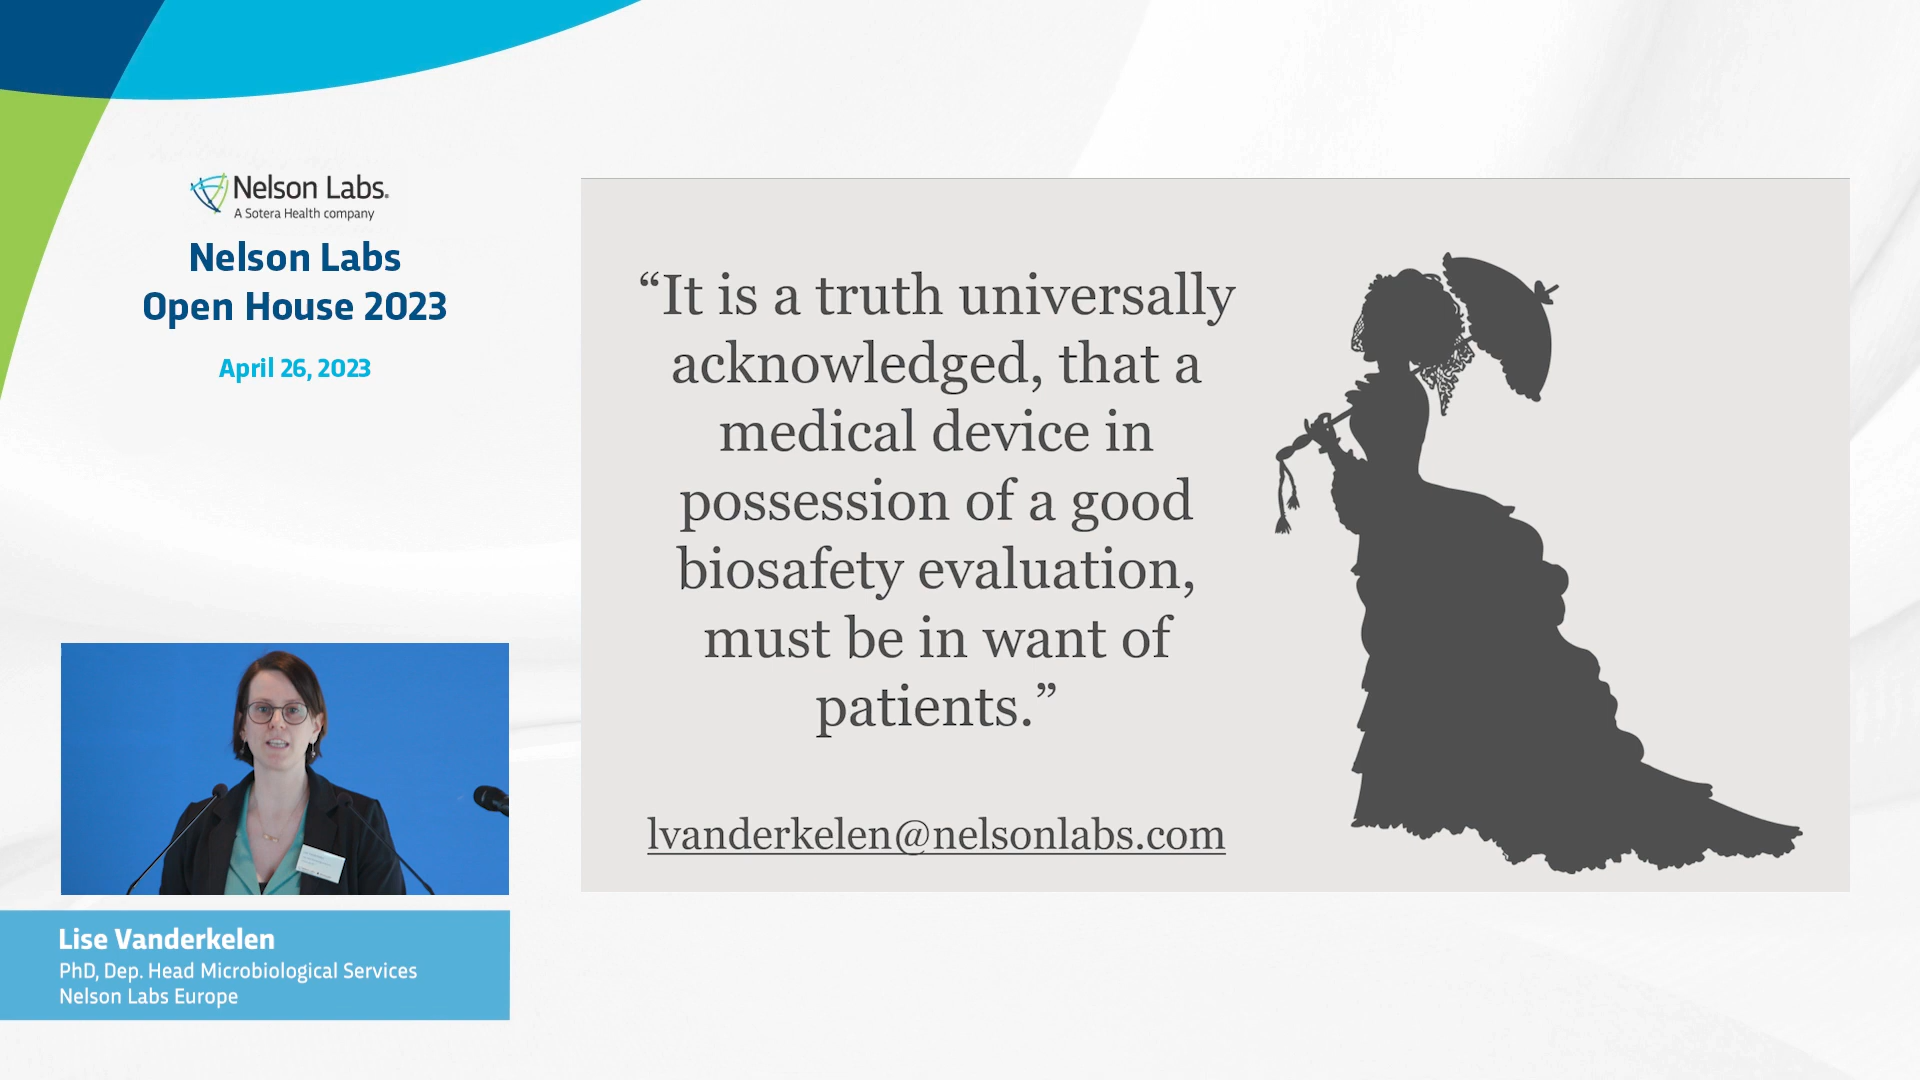 Nelson Labs.
A Sotera Health company
Nelson Labs
Open House 2023
April 26, 2023
“It is a truth universally
acknowledged, that a
medical device in
possession of a good
biosafety evaluation,
must be in want of
patients.”
lvanderkelen@nelsonlabs.com
Lise Vanderkelen
PhD, Dep. Head Microbiological Services
Nelson Labs Europe